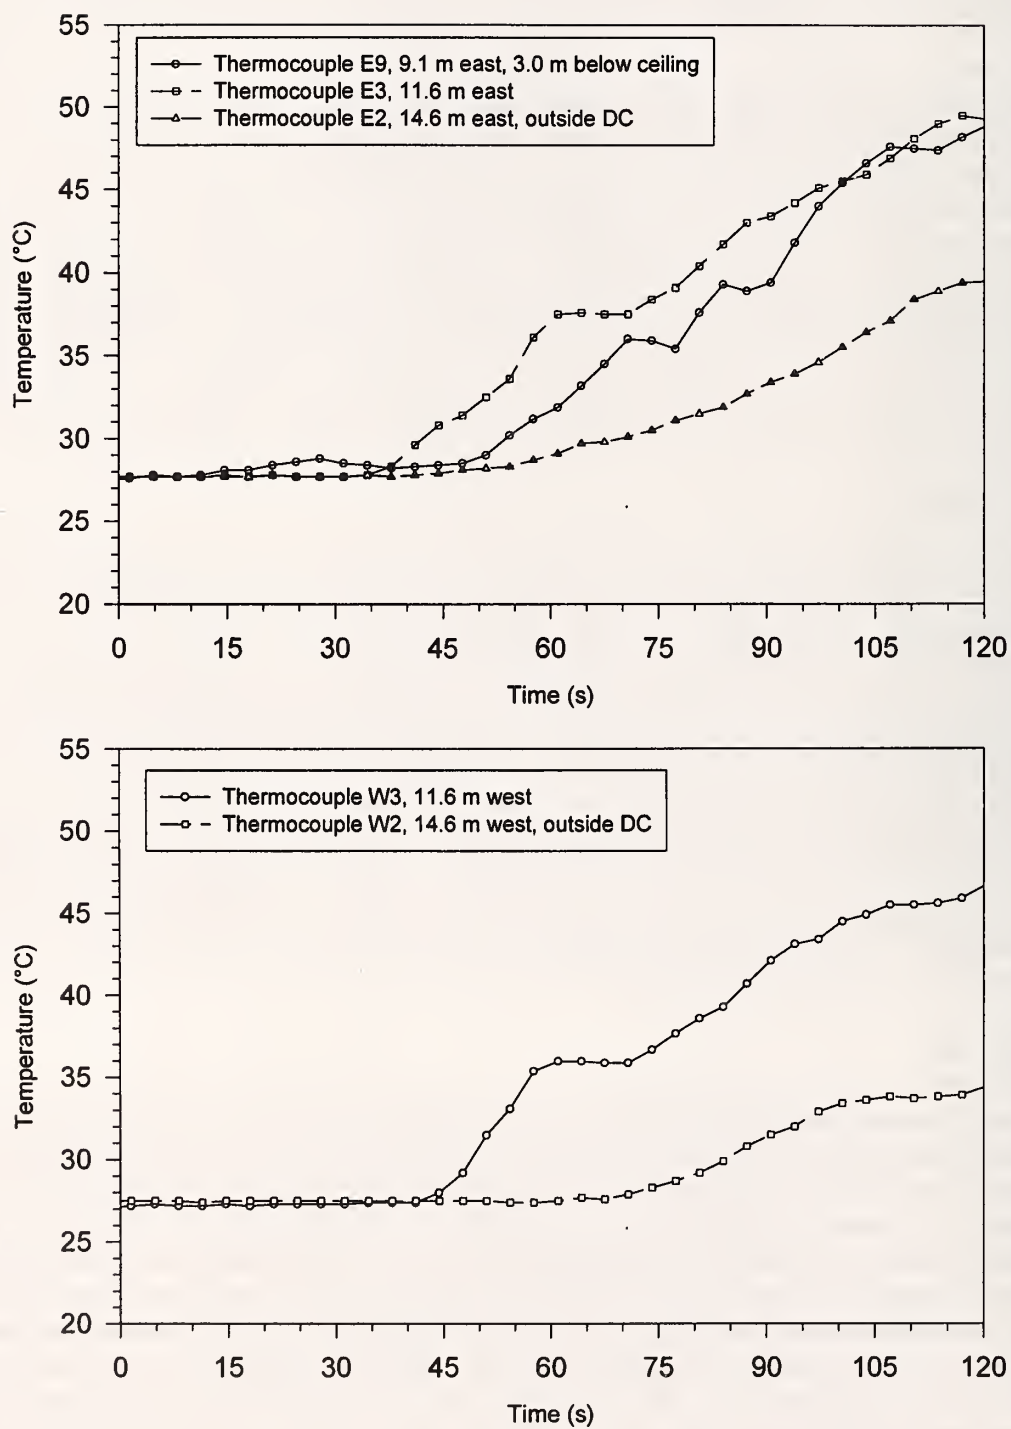 55
50
45
40
35
30
25
20
Temperature (°C)
Thermocouple E9, 9.1 m east, 3.0 m below ceiling
Thermocouple E3, 11.6 m east
Thermocouple E2, 14.6 m east, outside DC
0 15 30 45 60 75 90 105 120
Time (s)
55
50
45
40
35
30
25
20
Temperature (°C)
Thermocouple W3, 11.6 m west
Thermocouple W2, 14.6 m west, outside DC
0 15 30 45 60 75 90 105 120
Time (s)